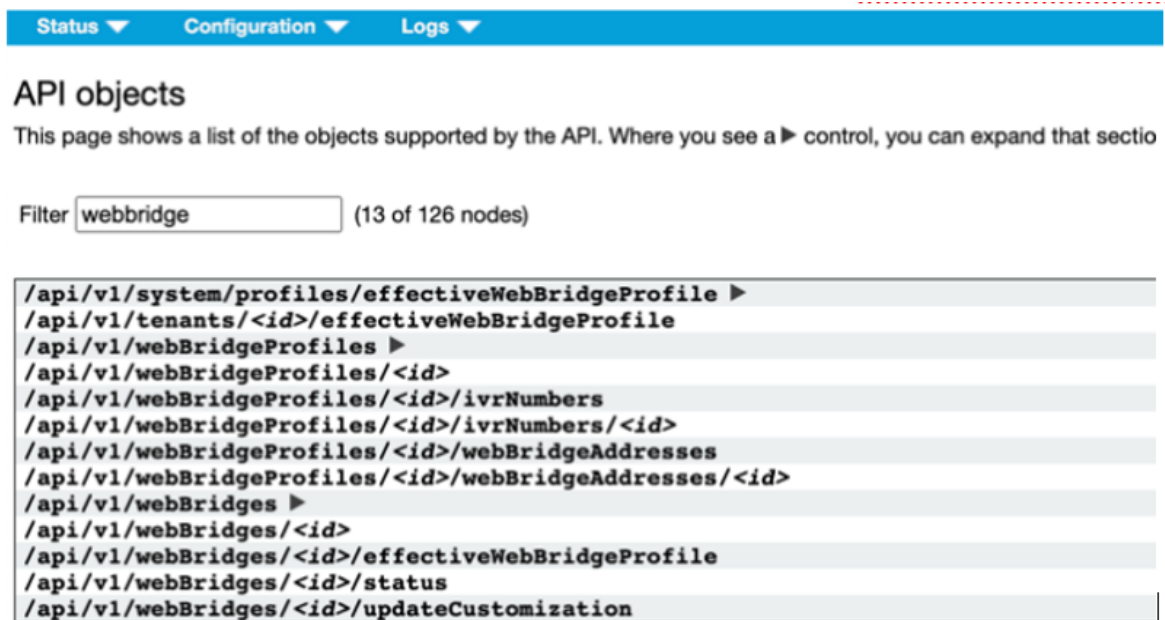 Status Configuration Logs
API objects
This page shows a list of the objects supported by the API. Where you see a ▶ control, you can expand that sectio
Filter webbridge (13 of 126 nodes)
/api/v1/system/profiles/effectiveWebBridgeProfile ▶
/api/v1/tenants/<id>/effectiveWebBridgeProfile
/api/v1/webBridgeProfiles ▶
/api/v1/webBridgeProfiles/<id>
/api/v1/webBridgeProfiles/<id>/ivrNumbers
/api/v1/webBridgeProfiles/<id>/ivrNumbers/<id>
/api/v1/webBridgeProfiles/<id>/webBridgeAddresses
/api/v1/webBridgeProfiles/<id>/webBridgeAddresses/<id>
/api/v1/webBridges ▶
/api/v1/webBridges/<id>
/api/v1/webBridges/<id>/effectiveWebBridgeProfile
/api/v1/webBridges/<id>/status
/api/v1/webBridges/<id>/updateCustomization